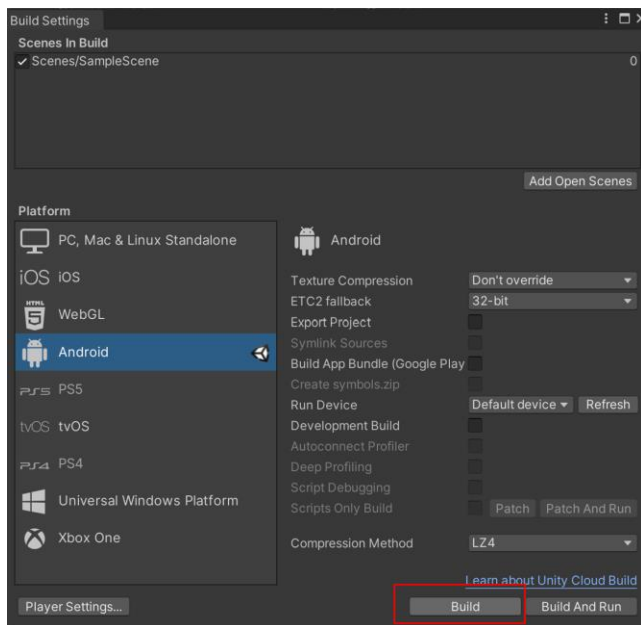 Build Settings
Scenes In Build
Scenes/SampleScene 0
Add Open Scenes
Platform
PC, Mac & Linux Standalone
iOS iOS
HTML 5 WebGL
Android
PS5 PS5
tvOS tvOS
PS4 PS4
Universal Windows Platform
Xbox One
Android
Texture Compression Don't override
ETC2 fallback 32-bit
Export Project
Symlink Sources
Build App Bundle (Google Play
Create symbols.zip
Run Device Default device Refresh
Development Build
Autoconnect Profiler
Deep Profiling
Script Debugging
Scripts Only Build Patch Patch And Run
Compression Method LZ4
Learn about Unity Cloud Build
Player Settings... Build Build And Run